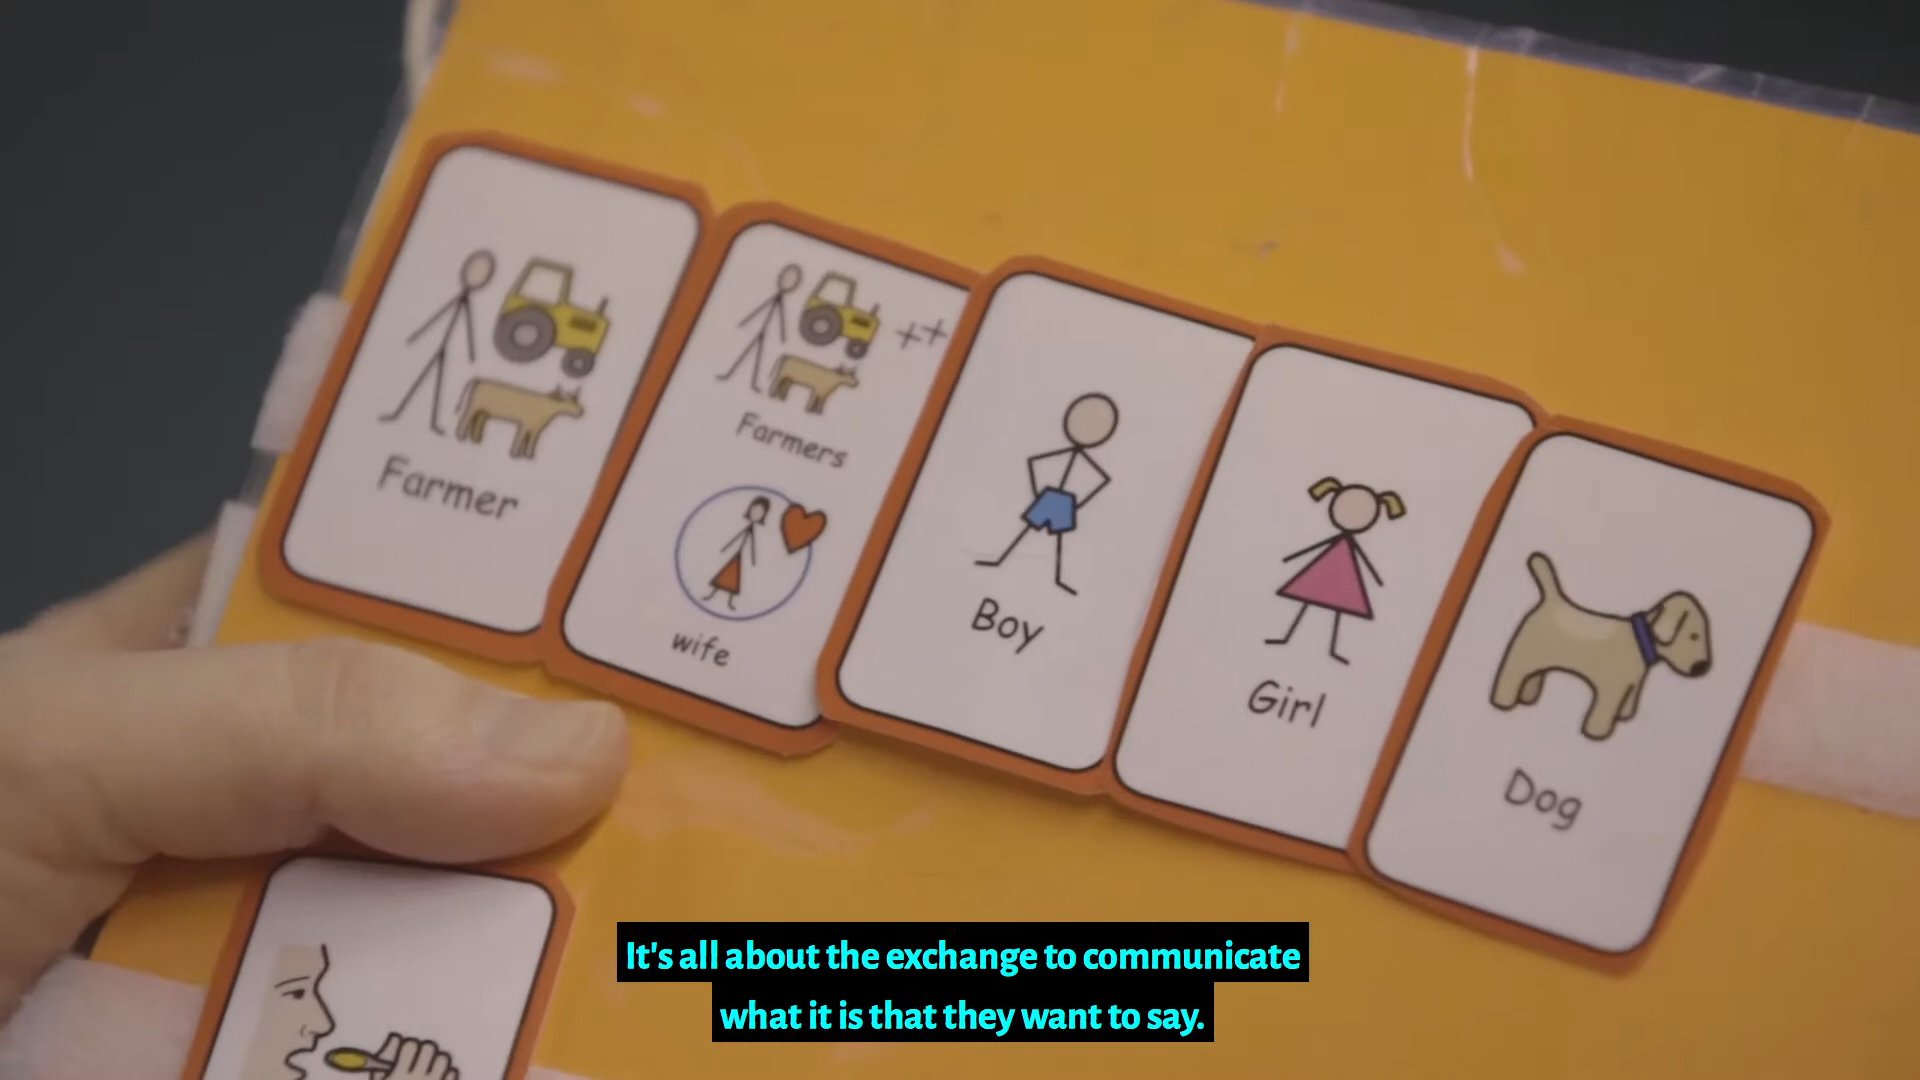 Farmer
++
Farmers
wife
Boy
Girl
Dog
It's all about the exchange to communicate
what it is that they want to say.